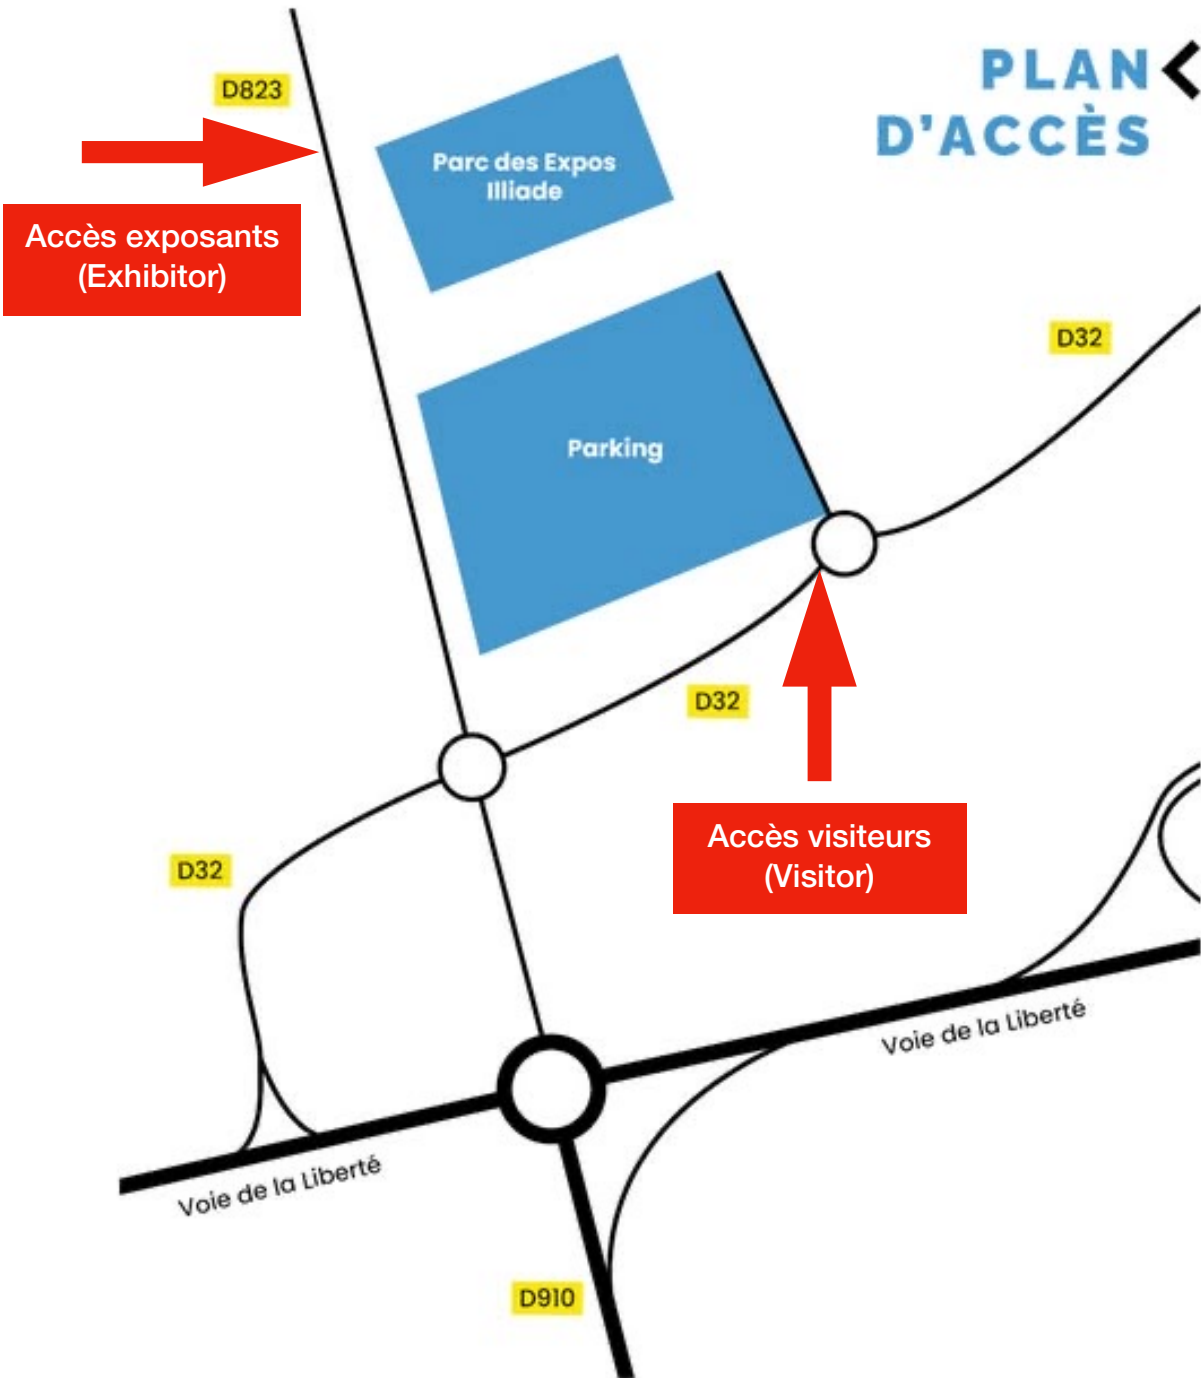 PLAN
D'ACCÈS
D823
Parc des Expos
Illiade
Accès exposants
(Exhibitor)
D32
Parking
D32
Accès visiteurs
(Visitor)
D32
Voie de la Liberté
Voie de la Liberté
D910